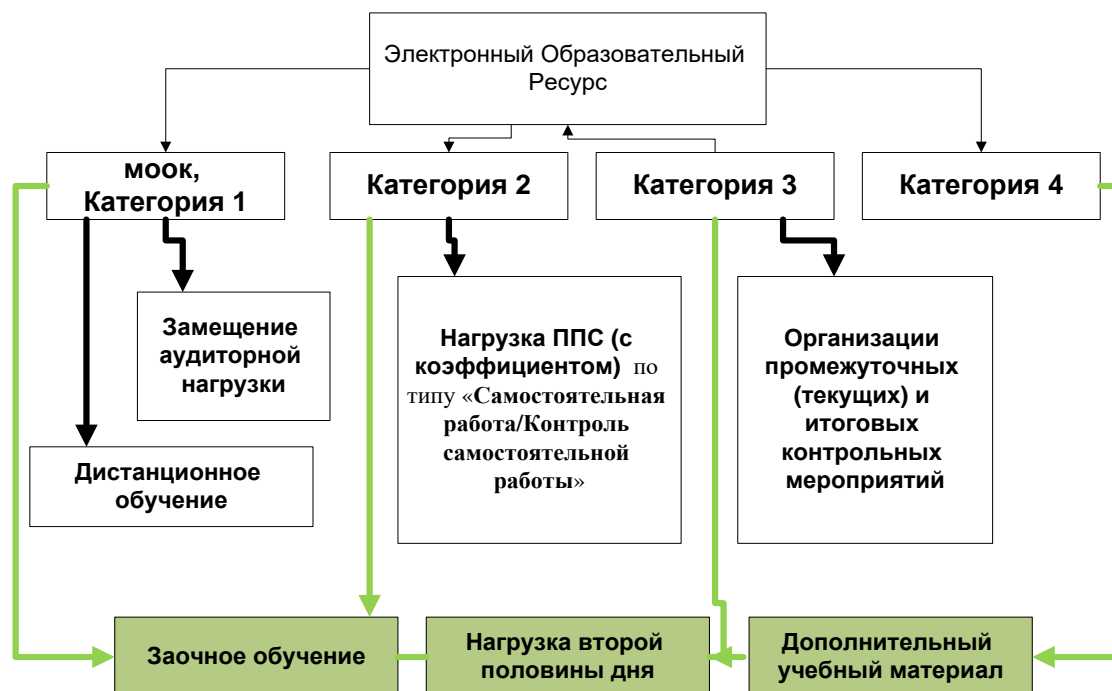 Электронный Образовательный
Ресурс
моок,
Категория 1
Категория 2
Категория 3
Категория 4
Замещение
аудиторной
нагрузки
Дистанционное
обучение
Нагрузка ППС (с
коэффициентом) по
типу «Самостоятельная
работа/Контроль
самостоятельной
работы»
Организации
промежуточных
(текущих) и
итоговых
контрольных
мероприятий
Заочное обучение
Нагрузка второй
половины дня
Дополнительный
учебный материал